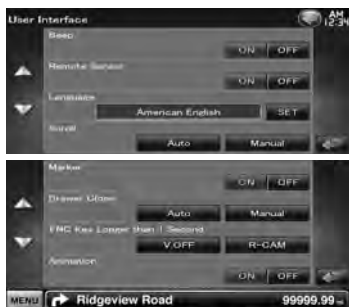 User Interface
AM
12:34
Beep
ON OFF
Remote Sensor
ON OFF
Language
American English SET
Scroll
Auto Manual
Marker
ON OFF
Drawer Close
Auto Manual
FNC Key Longer than 1 Second
V.OFF R-CAM
Animation
ON OFF
MENU Ridgeview Road 99999.99